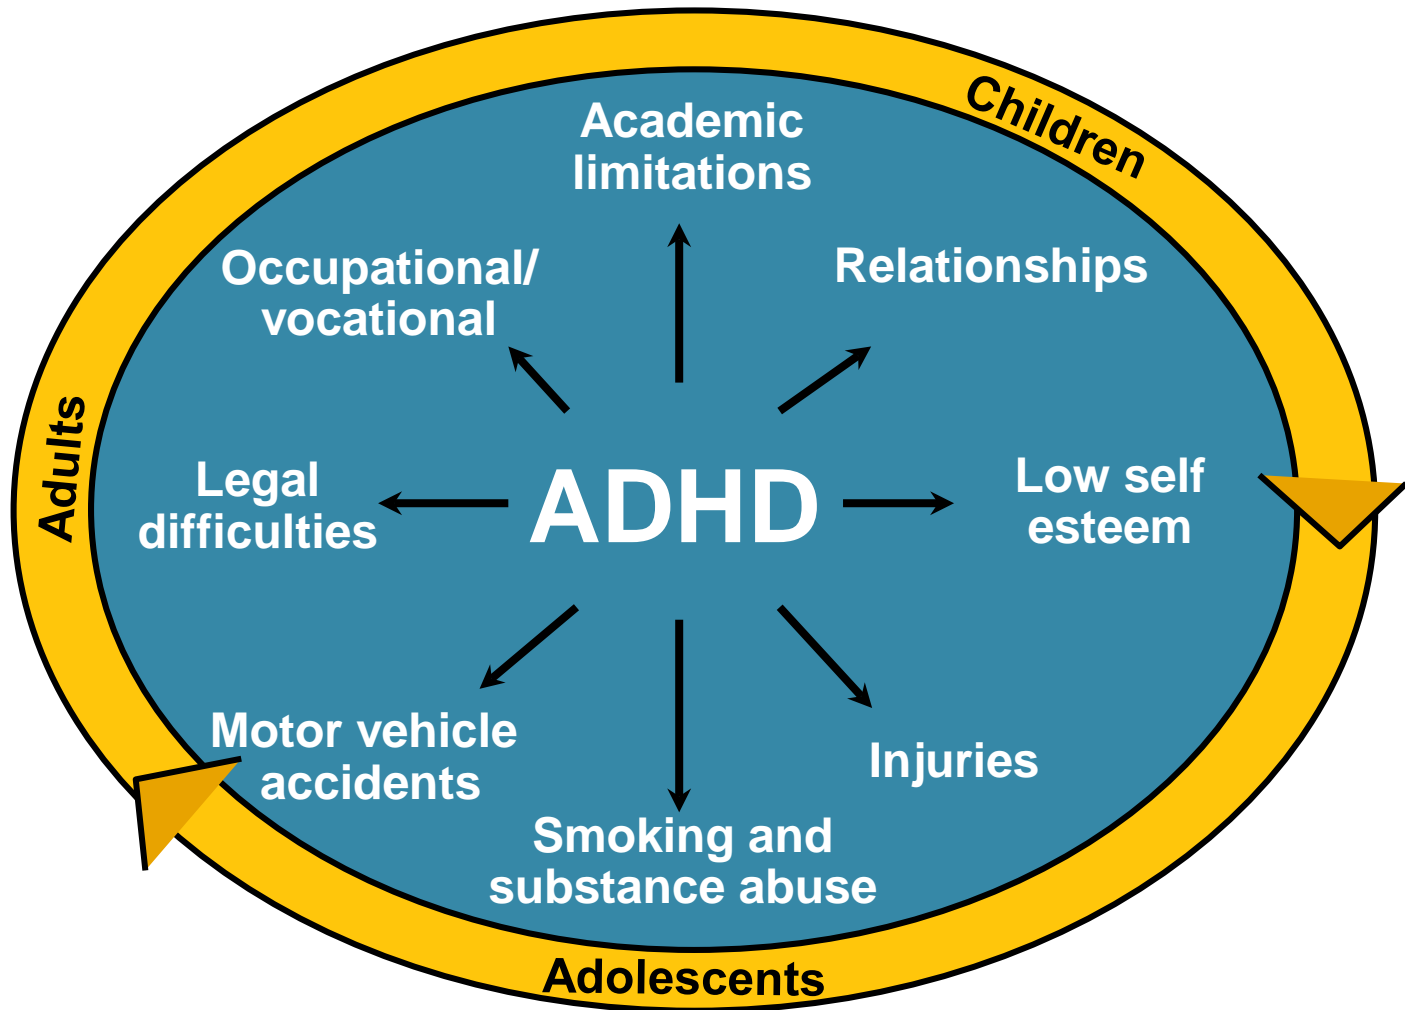 Children
Academic
limitations
Relationships
Occupational/
vocational
Adults
Legal
difficulties
ADHD
Low self
esteem
Motor vehicle
accidents
Injuries
Smoking and
substance abuse
Adolescents